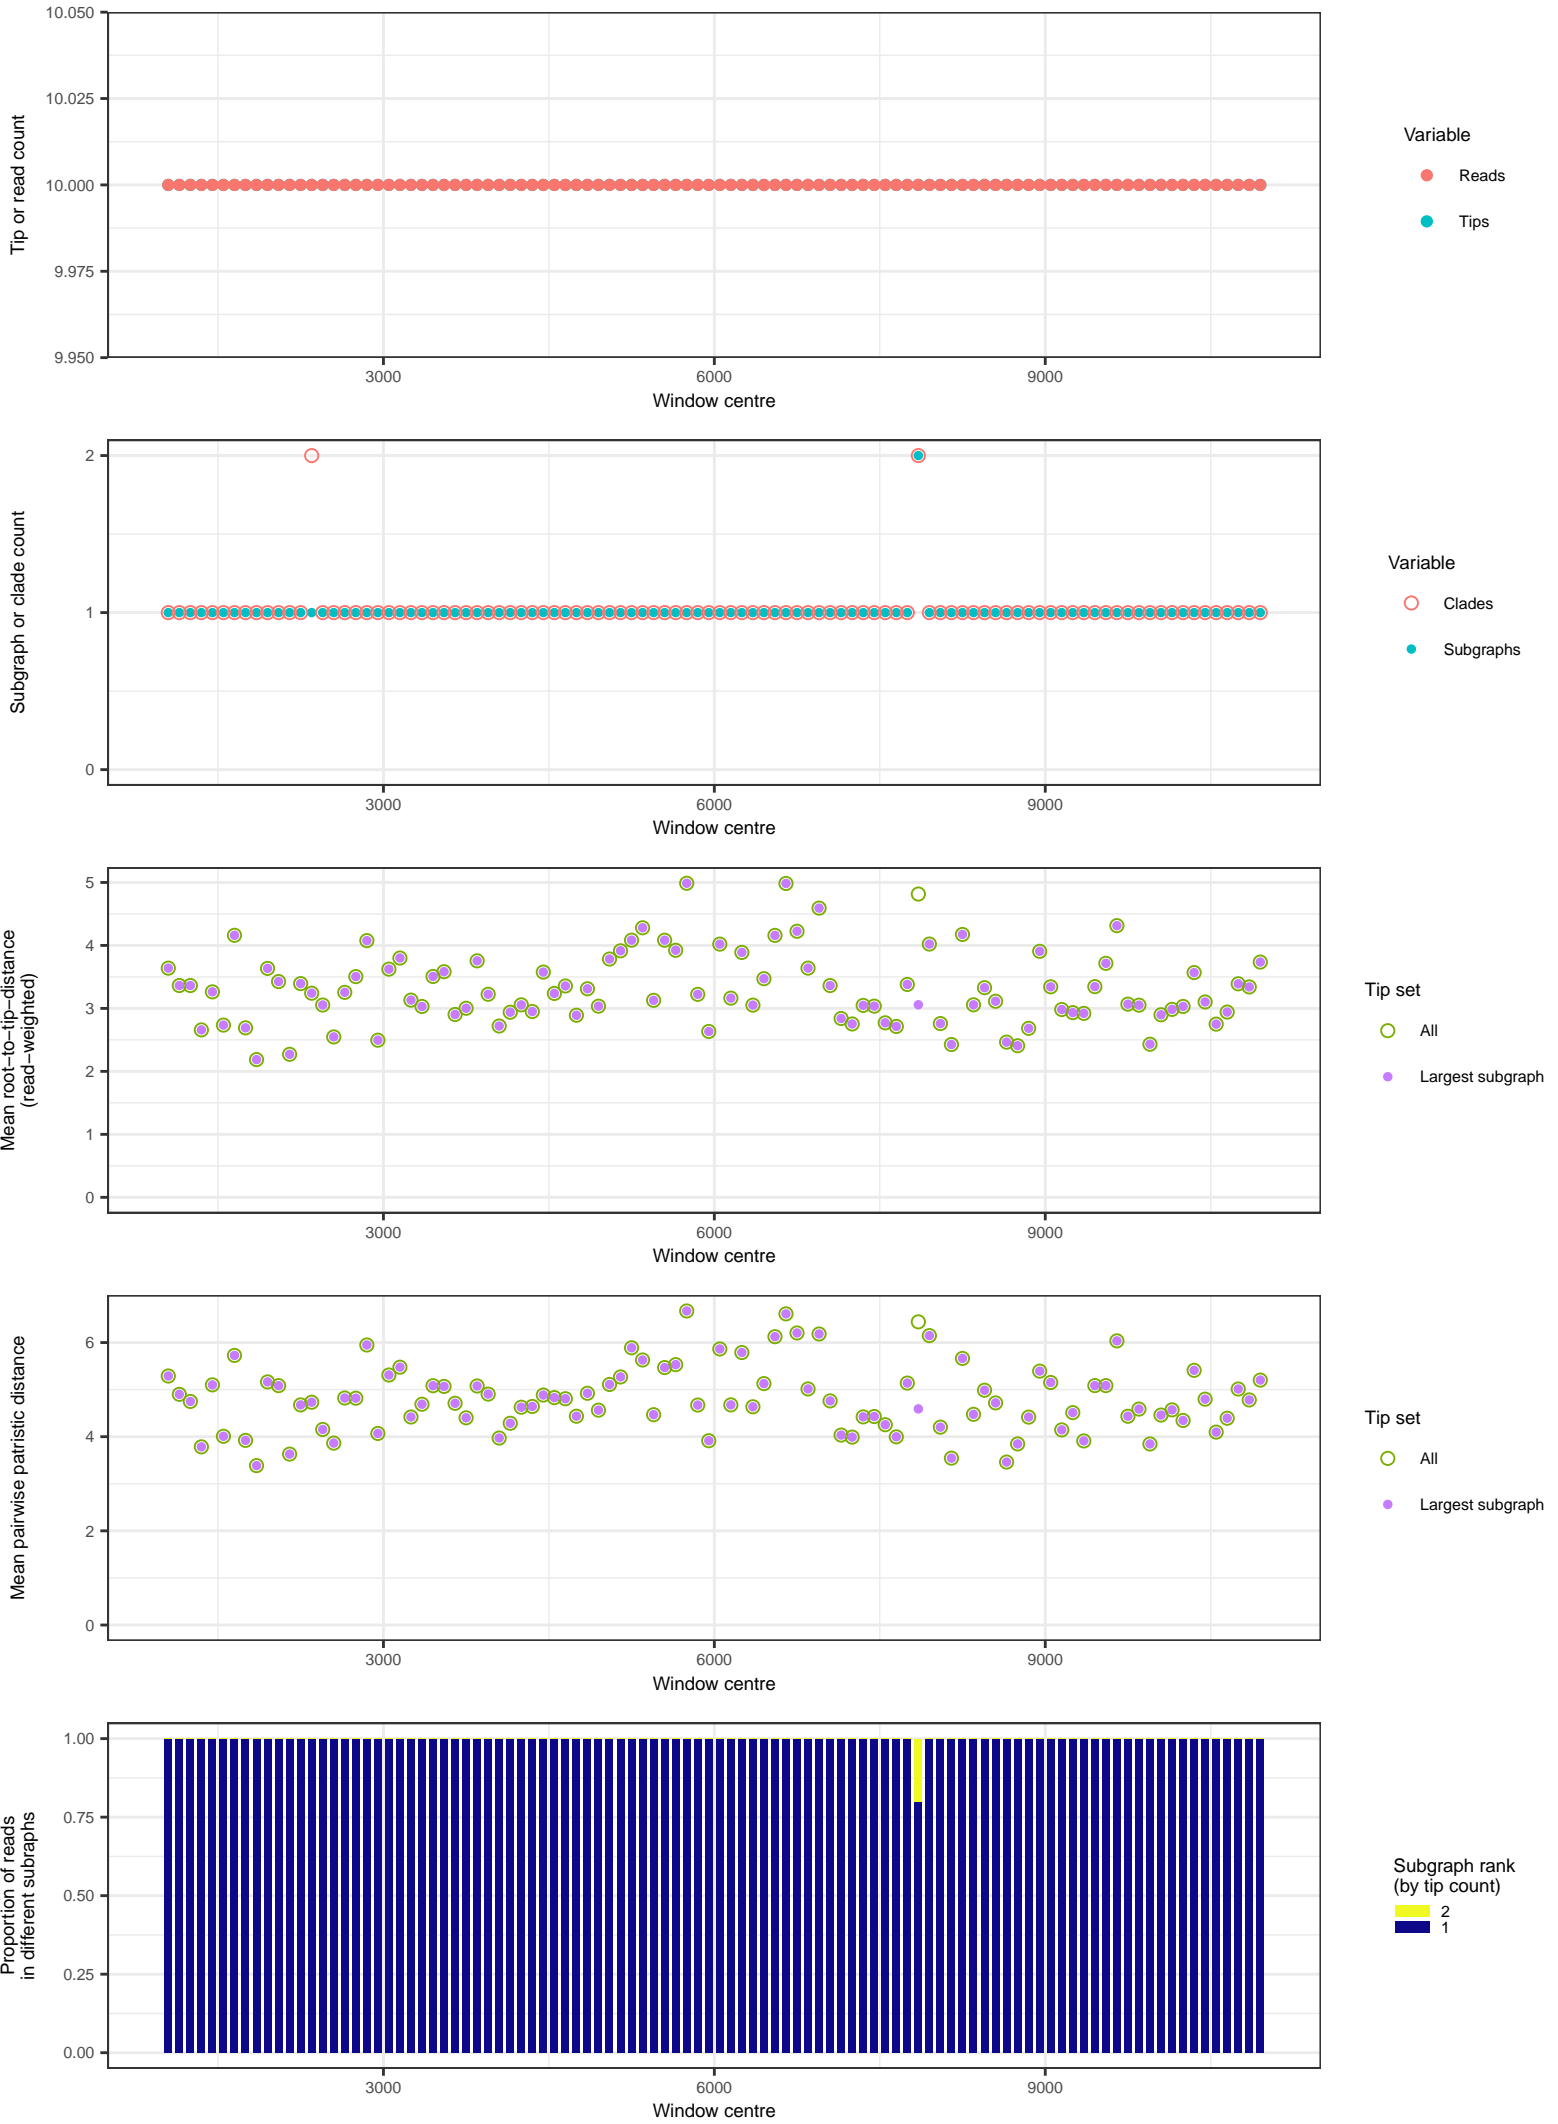 10.050
10.025
10.000
9.975
9.950
Tip or read count
3000 6000 9000
Window centre
Variable
Reads
Tips
2
1
0
Subgraph or clade count
3000 6000 9000
Window centre
Variable
Clades
Subgraphs
5
4
3
2
1
0
Mean root−to−tip−distance
(read−weighted)
3000 6000 9000
Window centre
Tip set
All
Largest subgraph
6
4
2
0
Mean pairwise patristic distance
3000 6000 9000
Window centre
Tip set
All
Largest subgraph
1.00
0.75
0.50
0.25
0.00
Proportion of reads
in different subraphs
3000 6000 9000
Window centre
Subgraph rank
(by tip count)
2
1